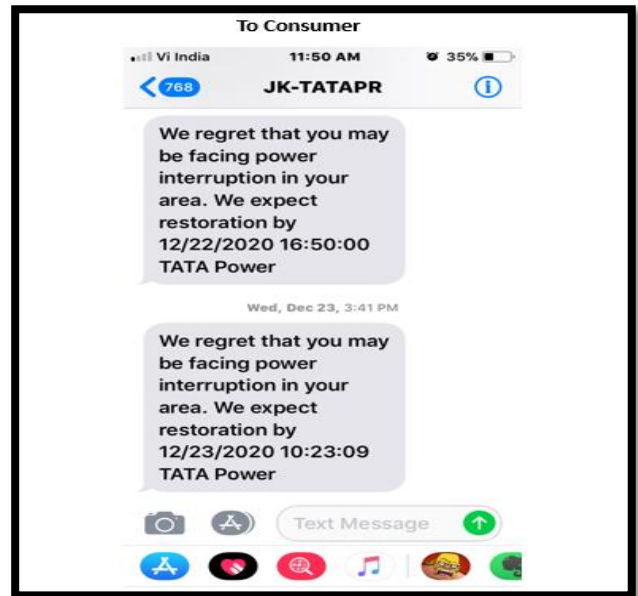 To Consumer
Vi India 11:50 AM 35%
768 JK-TATAPR
We regret that you may
be facing power
interruption in your
area. We expect
restoration by
12/22/2020 16:50:00
TATA Power
Wed, Dec 23, 3:41 PM
We regret that you may
be facing power
interruption in your
area. We expect
restoration by
12/23/2020 10:23:09
TATA Power
Text Message